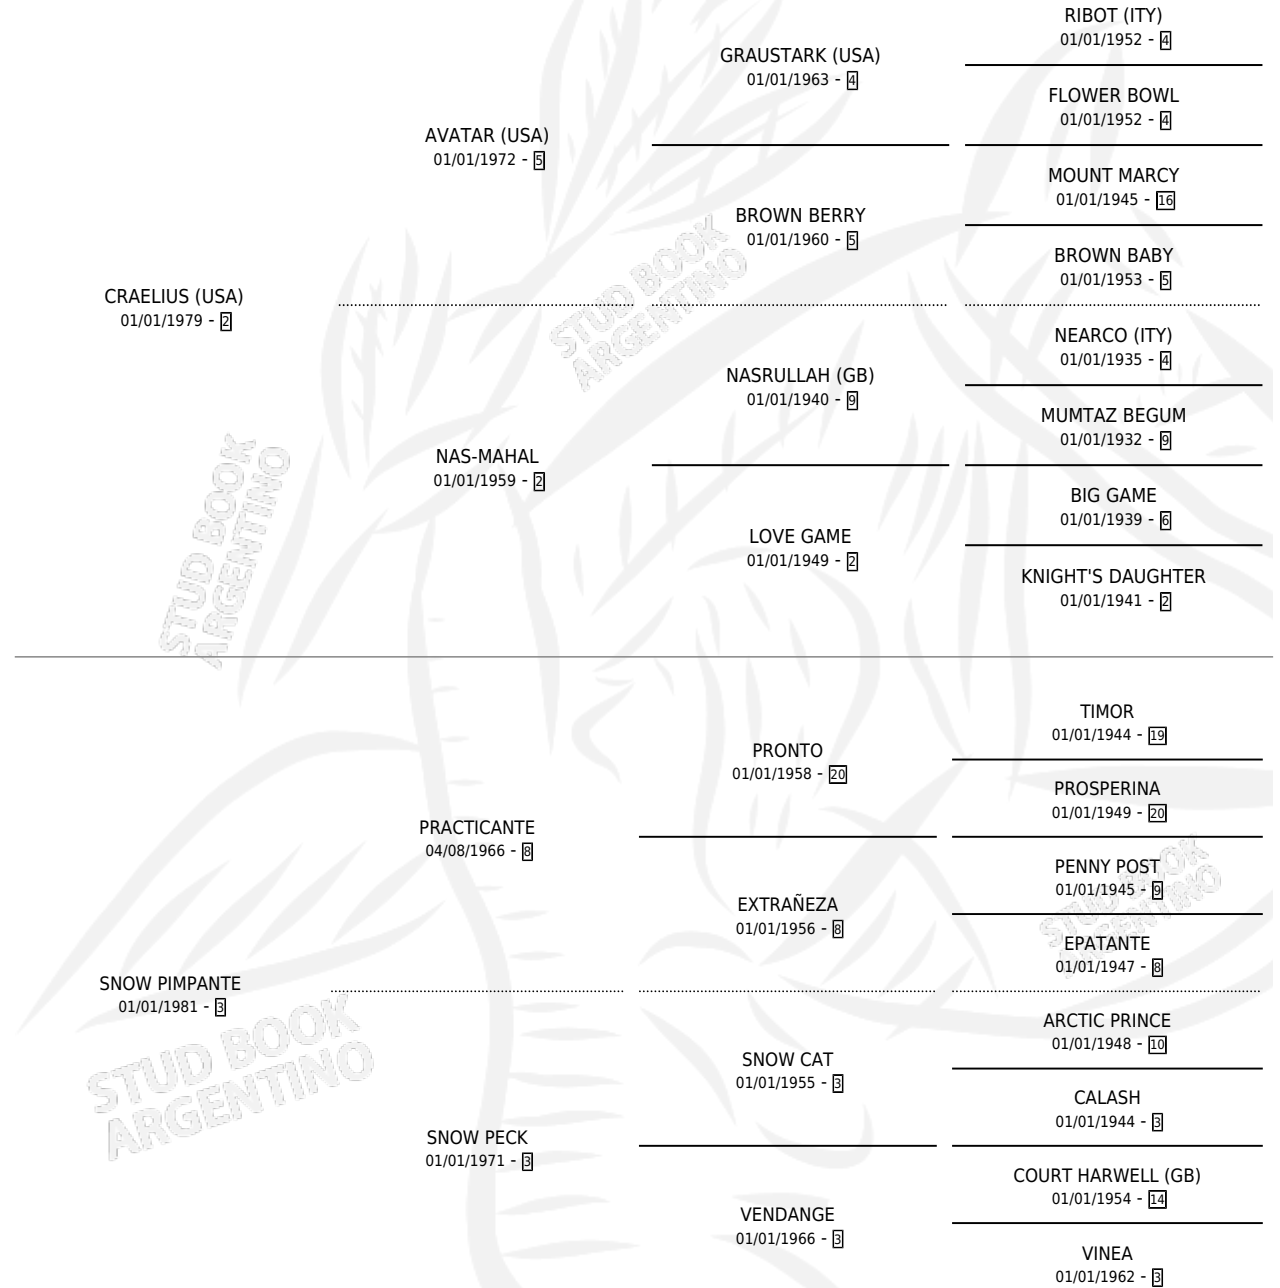 RIBOT (ITY)
01/01/1952 - 4
GRAUSTARK (USA)
01/01/1963 - 4
FLOWER BOWL
01/01/1952 - 4
AVATAR (USA)
01/01/1972 - 5
MOUNT MARCY
01/01/1945 - 16
BROWN BERRY
01/01/1960 - 5
BROWN BABY
01/01/1953 - 5
CRAELIUS (USA)
01/01/1979 - 2
NEARCO (ITY)
01/01/1935 - 4
NASRULLAH (GB)
01/01/1940 - 9
MUMTAZ BEGUM
01/01/1932 - 9
NAS-MAHAL
01/01/1959 - 2
BIG GAME
01/01/1939 - 6
LOVE GAME
01/01/1949 - 2
KNIGHT'S DAUGHTER
01/01/1941 - 2
TIMOR
01/01/1944 - 19
PRONTO
01/01/1958 - 20
PROSPERINA
01/01/1949 - 20
PRACTICANTE
04/08/1966 - 8
PENNY POST
01/01/1945 - 9
EXTRAÑEZA
01/01/1956 - 8
EPATANTE
01/01/1947 - 8
SNOW PIMPANTE
01/01/1981 - 3
ARCTIC PRINCE
01/01/1948 - 10
SNOW CAT
01/01/1955 - 3
CALASH
01/01/1944 - 3
SNOW PECK
01/01/1971 - 3
COURT HARWELL (GB)
01/01/1954 - 14
VENDANGE
01/01/1966 - 3
VINEA
01/01/1962 - 3
STUD BOOK
ARGENTINO
STUD BOOK
ARGENTINO
STUD BOOK
ARGENTINO
STUD BOOK
ARGENTINO